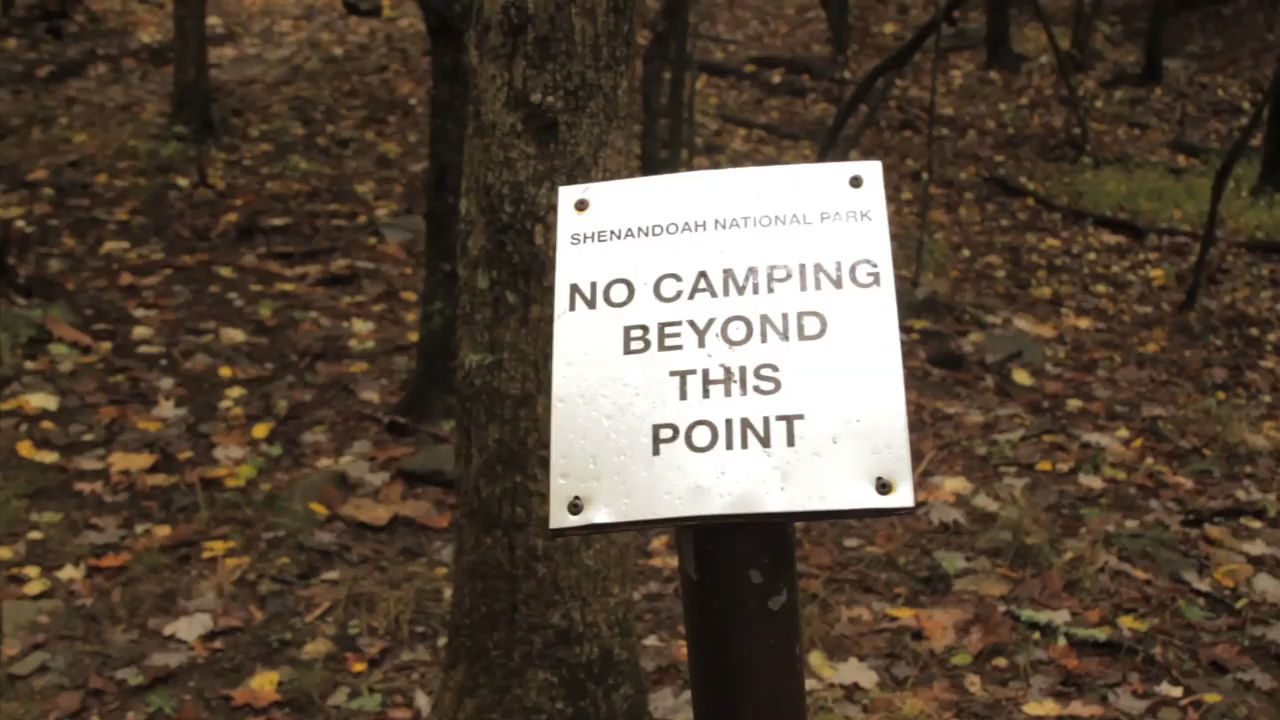 SHENANDOAH NATIONAL PARK
NO CAMPING
BEYOND
THIS
POINT